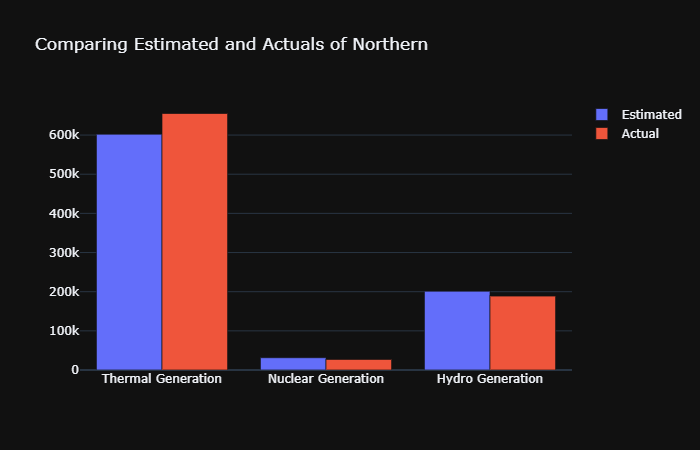 Comparing Estimated and Actuals of Northern
Estimated
Actual
600k
500k
400k
300k
200k
100k
0
Thermal Generation
Nuclear Generation
Hydro Generation